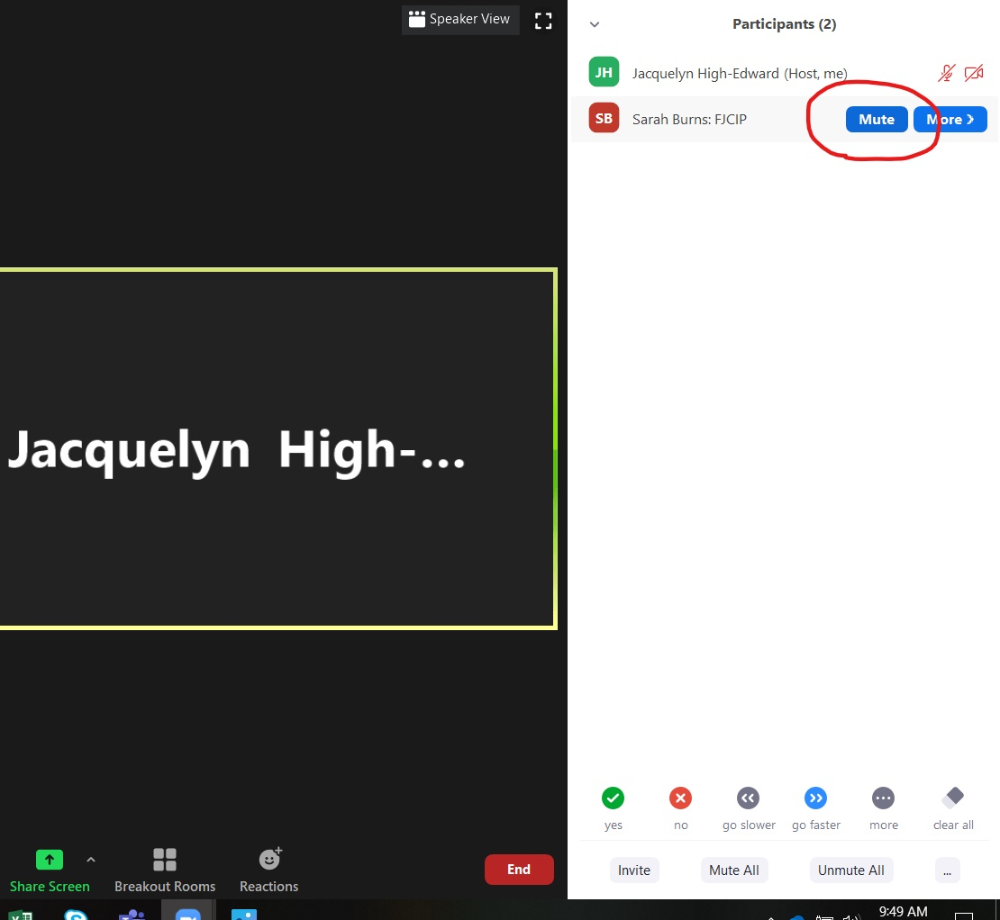 Speaker View
Participants (2)
JH Jacquelyn High-Edward (Host, me)
SB Sarah Burns: FJCIP Mute More
Jacquelyn High-...
yes no go slower go faster more clear all
Share Screen Breakout Rooms Reactions End
Invite Mute All Unmute All ...
9:49 AM